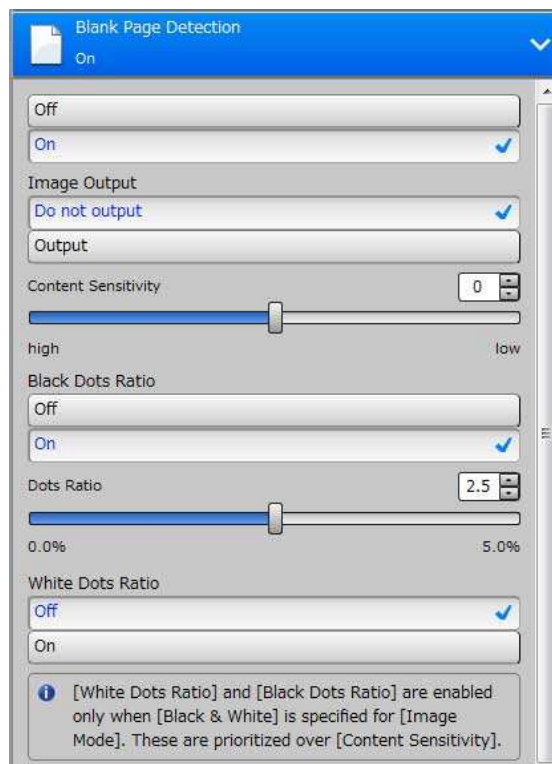 Blank Page Detection
On
Off
On
Image Output
Do not output
Output
Content Sensitivity 0
high low
Black Dots Ratio
Off
On
Dots Ratio 2.5
0.0% 5.0%
White Dots Ratio
Off
On
[White Dots Ratio] and [Black Dots Ratio] are enabled
only when [Black & White] is specified for [Image
Mode]. These are prioritized over [Content Sensitivity].